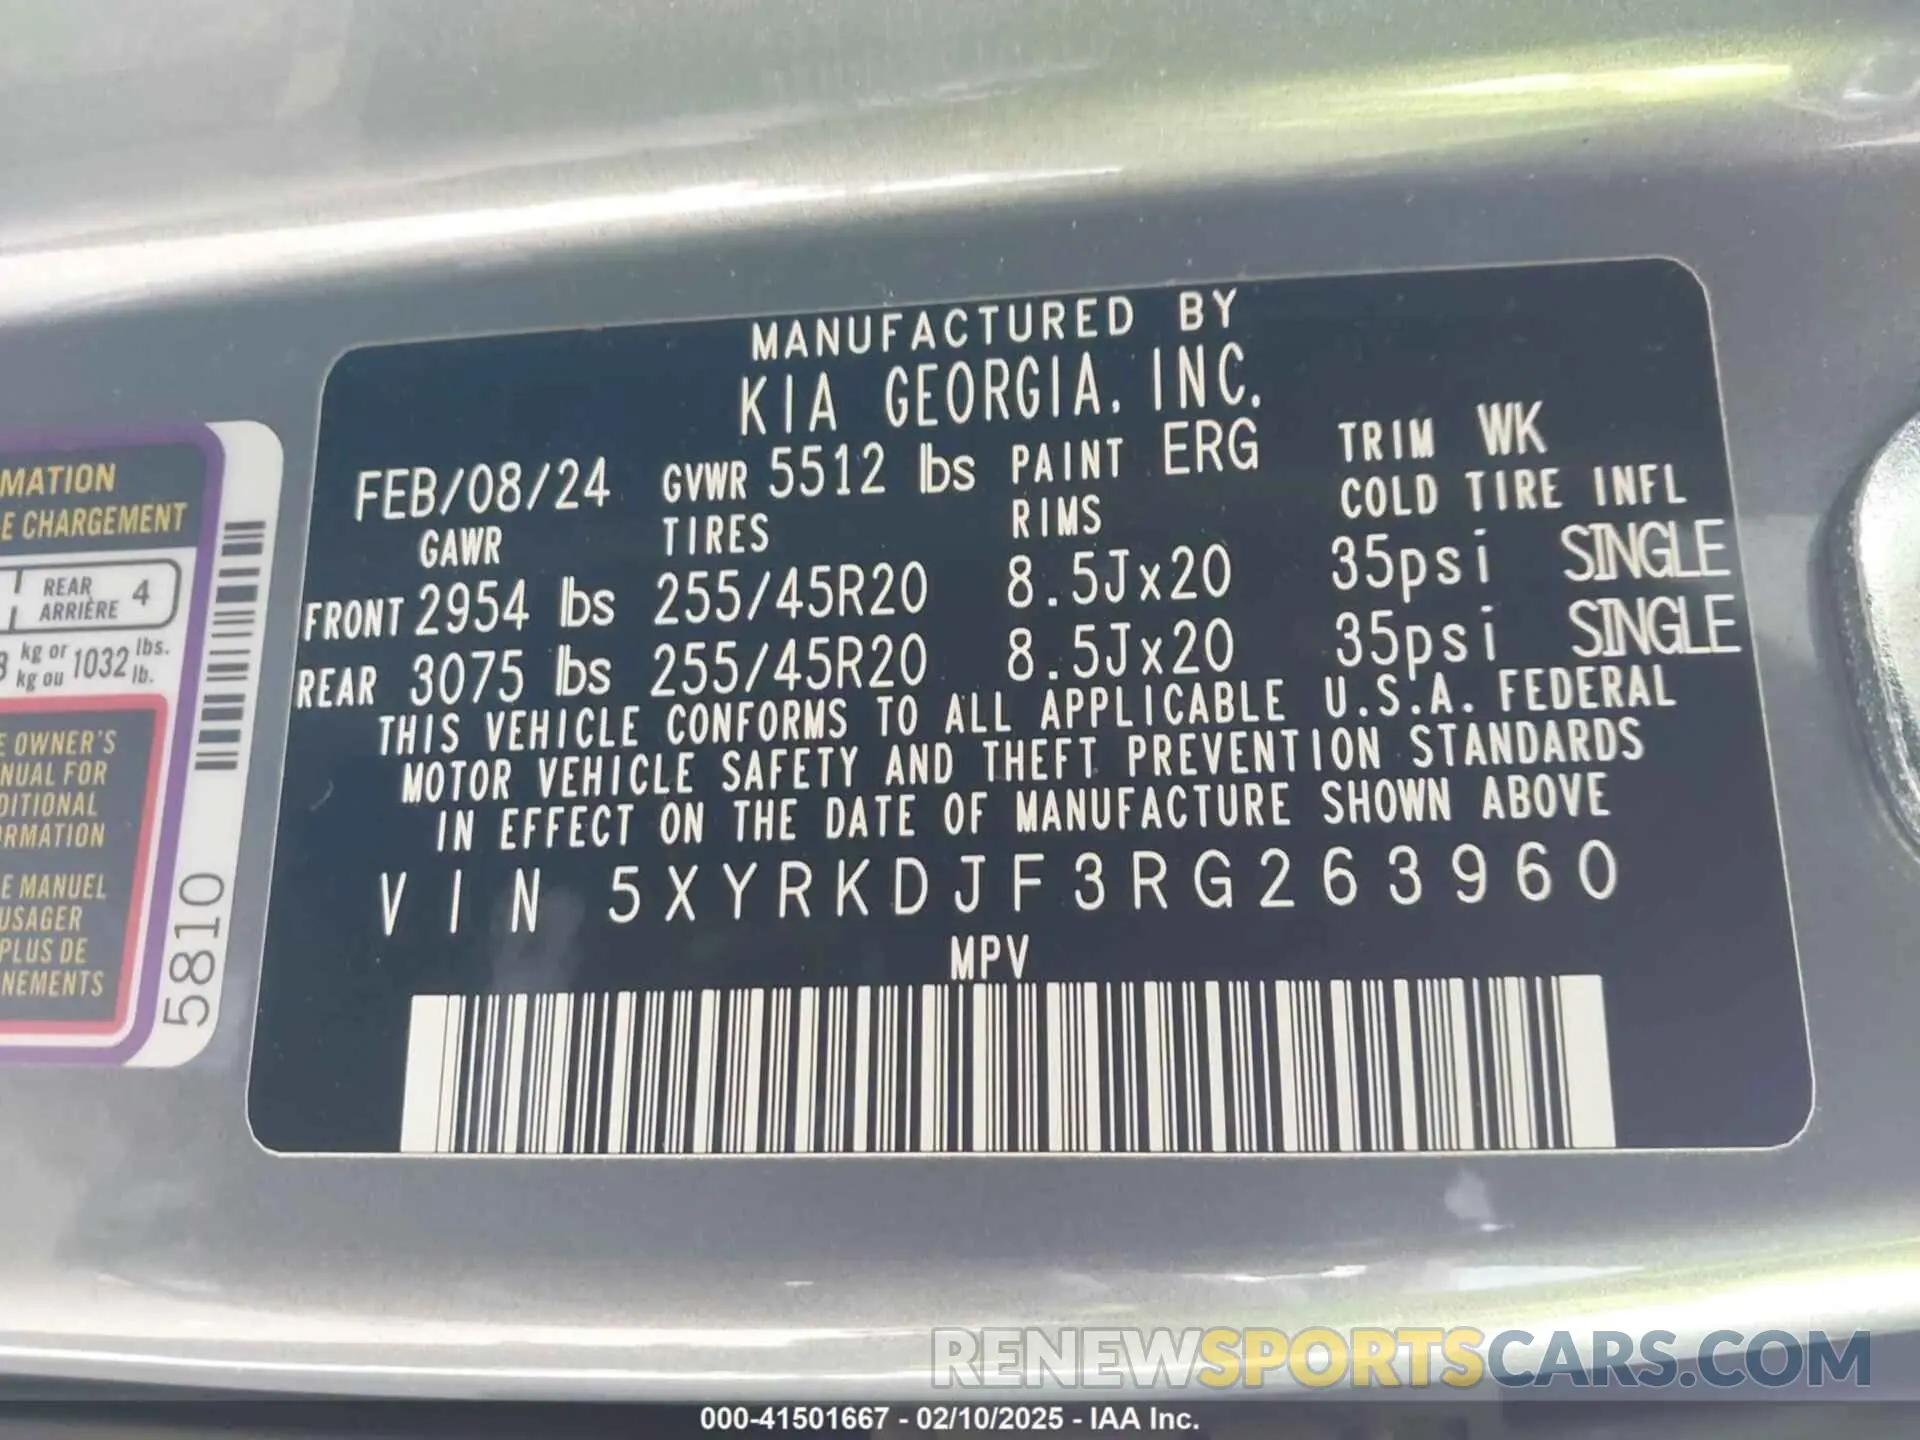 MANUFACTURED BY
KIA GEORGIA, INC.
FEB/08/24 GVWR 5512 lbs PAINT ERG TRIM WK
GAWR TIRES RIMS COLD TIRE INFL
FRONT 2954 lbs 255/45R20 8.5Jx20 35psi SINGLE
REAR 3075 lbs 255/45R20 8.5Jx20 35psi SINGLE
THIS VEHICLE CONFORMS TO ALL APPLICABLE U.S.A. FEDERAL
MOTOR VEHICLE SAFETY AND THEFT PREVENTION STANDARDS
IN EFFECT ON THE DATE OF MANUFACTURE SHOWN ABOVE
VIN 5XYRKDJF3RG263960
MPV
MATION
E CHARGEMENT
REAR 4
ARRIÈRE
kg or 1032 lbs.
kg ou lb.
E OWNER'S
NUAL FOR
DITIONAL
RMATION
E MANUEL
USAGER
PLUS DE
NEMENTS
5810
RENEWSPORTSCARS.COM
000-41501667 - 02/10/2025 - IAA Inc.